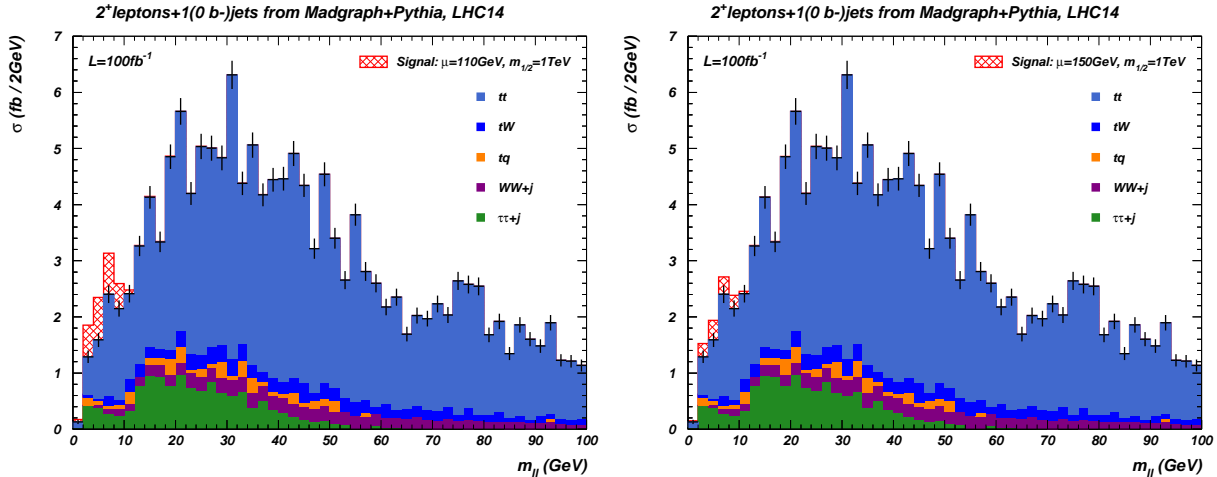 2⁺leptons+1(0 b-)jets from Madgraph+Pythia, LHC14
σ (fb / 2GeV)
7
6
5
4
3
2
1
0
L=100fb⁻¹
Signal: μ=110GeV, m₁/₂=1TeV
tt
tW
tq
WW+j
ττ+j
0 10 20 30 40 50 60 70 80 90 100
mₗₗ (GeV)
2⁺leptons+1(0 b-)jets from Madgraph+Pythia, LHC14
σ (fb / 2GeV)
7
6
5
4
3
2
1
0
L=100fb⁻¹
Signal: μ=150GeV, m₁/₂=1TeV
tt
tW
tq
WW+j
ττ+j
0 10 20 30 40 50 60 70 80 90 100
mₗₗ (GeV)